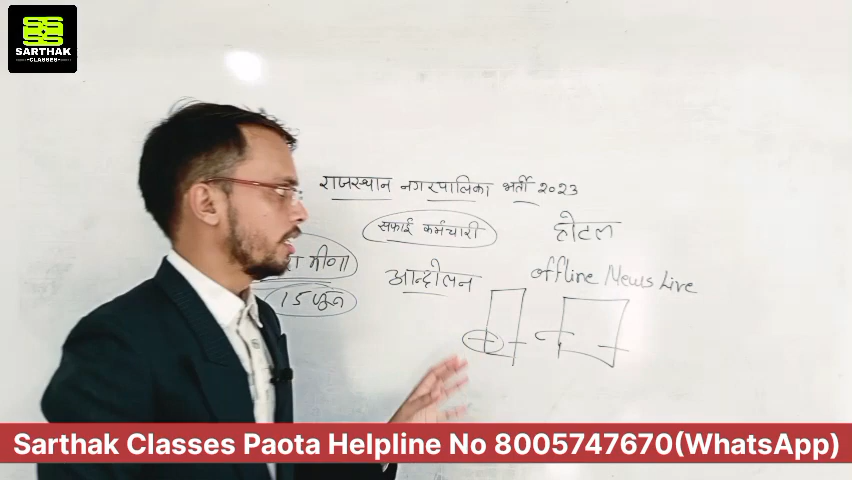 SARTHAK
CLASSES
राजस्थान नगरपालिका भर्ती २०२३
सफाई कर्मचारी
होटल
मीणा
आन्दोलन
offline News Live
15 जून
Sarthak Classes Paota Helpline No 8005747670(WhatsApp)